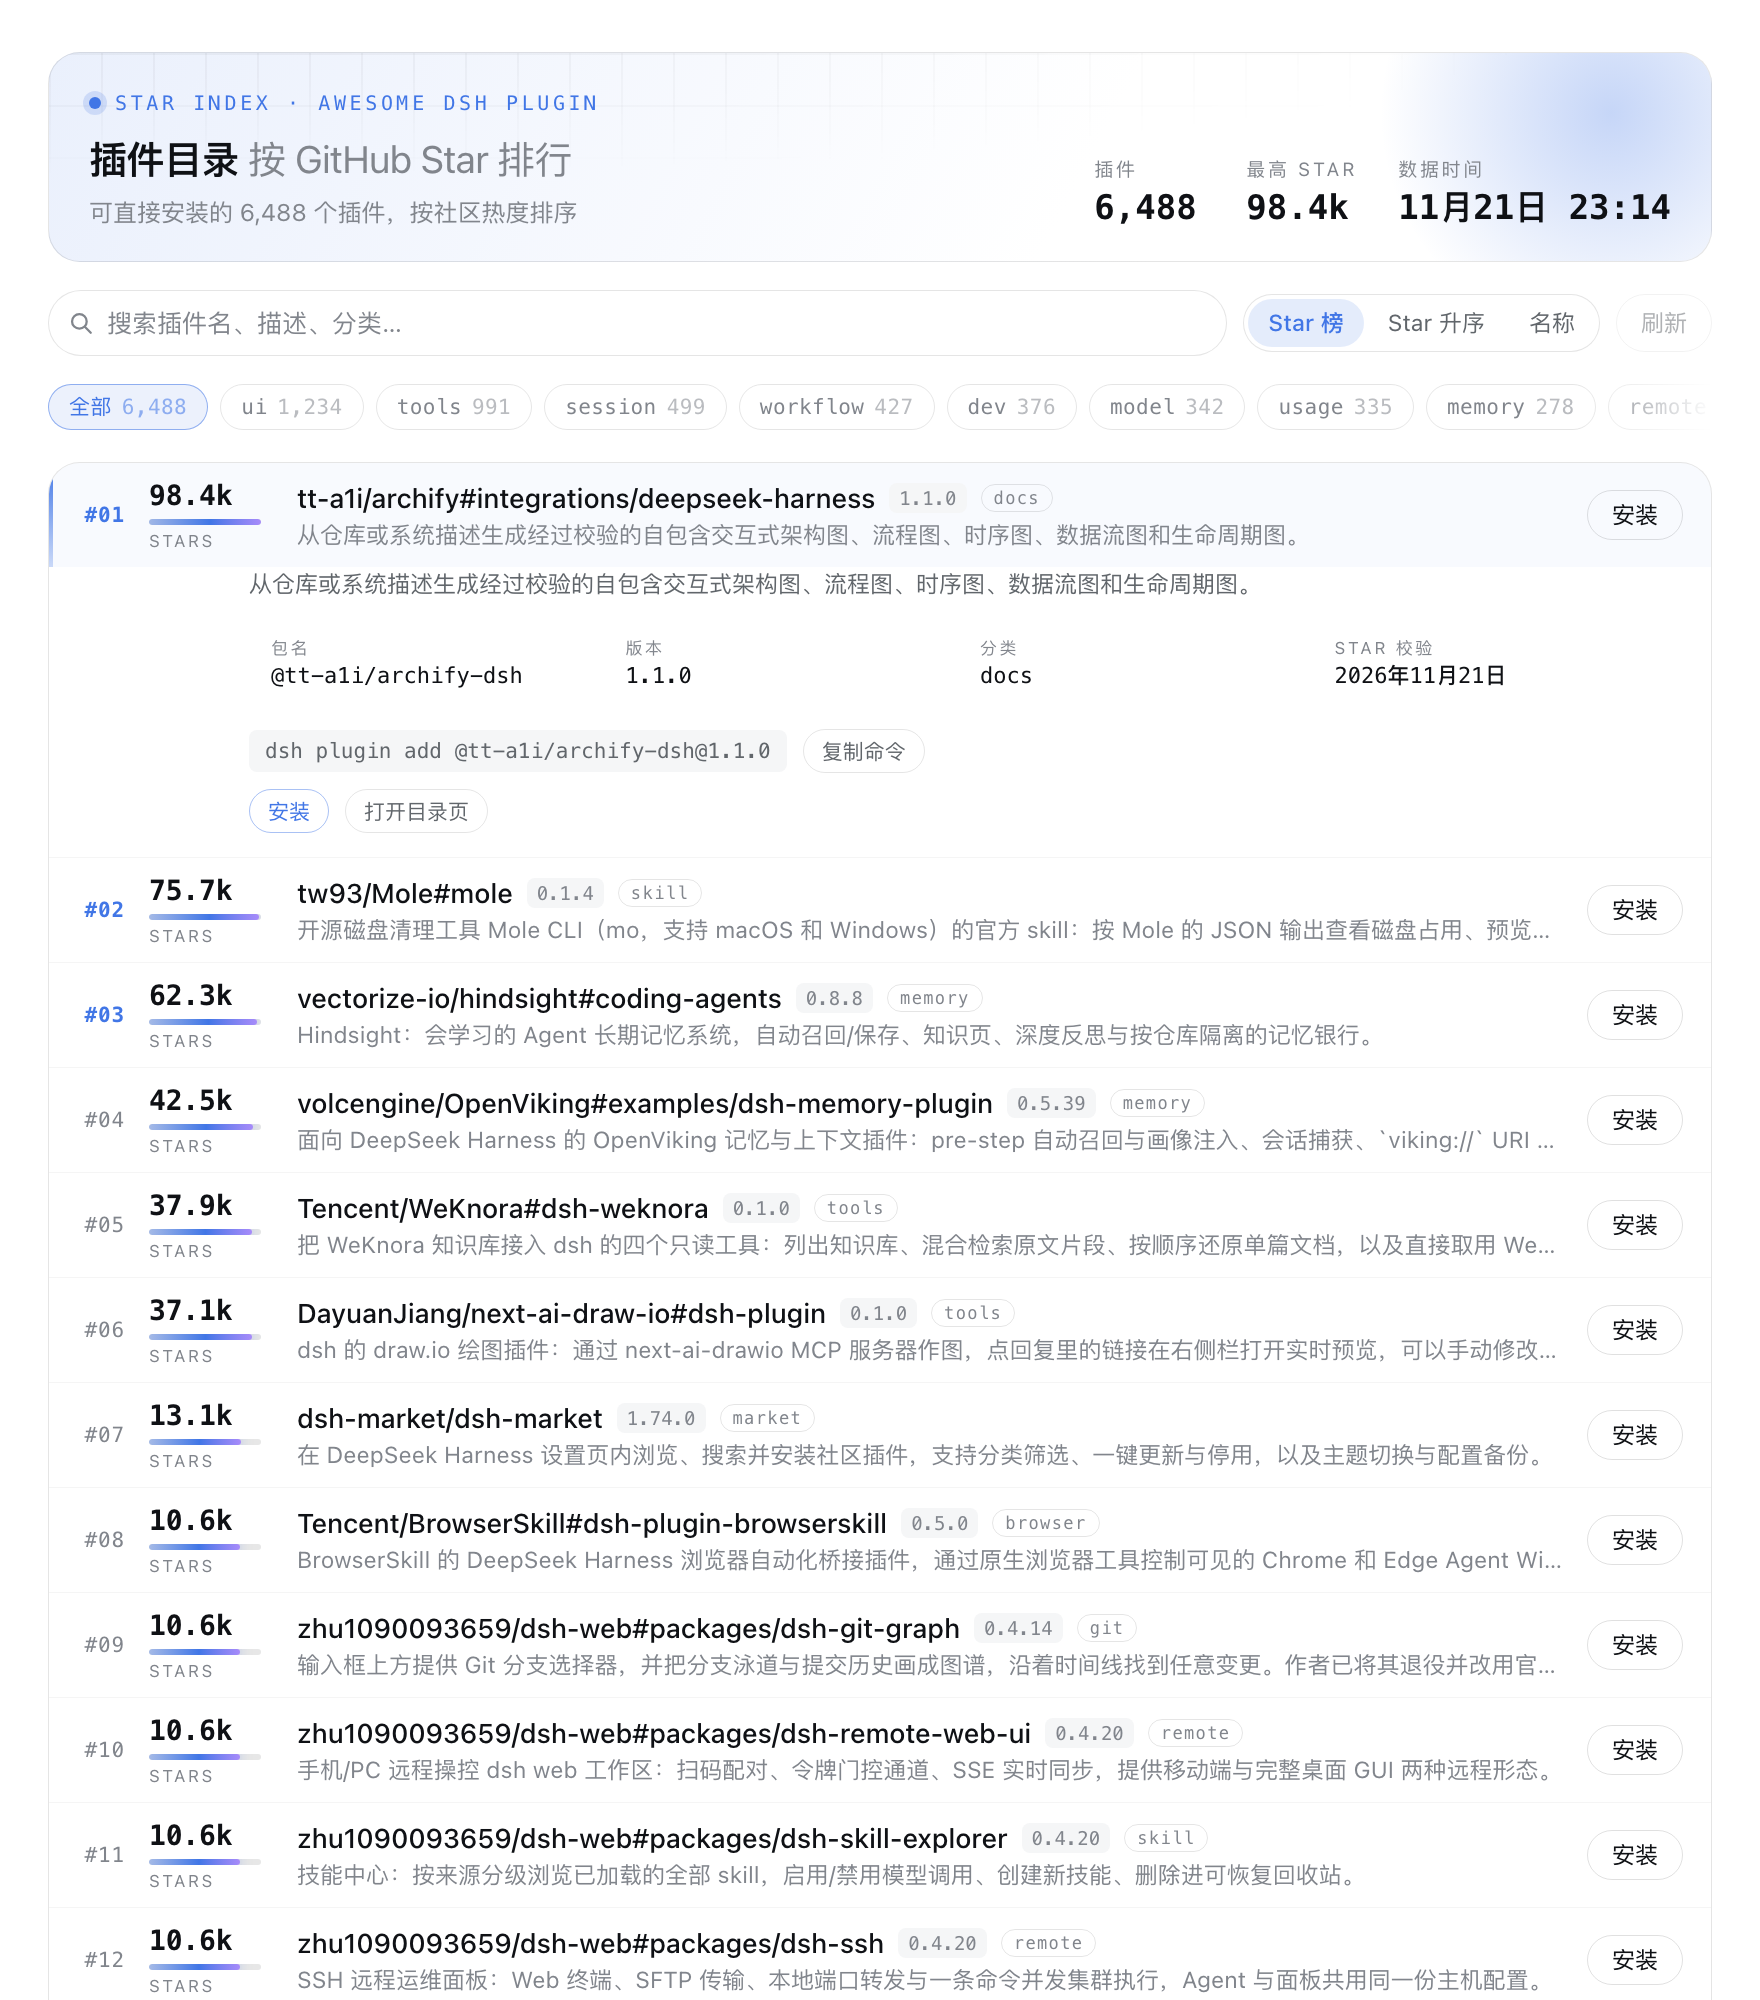 STAR INDEX · AWESOME DSH PLUGIN
插件目录 按 GitHub Star 排行
可直接安装的 6,488 个插件，按社区热度排序
插件 最高 STAR 数据时间
6,488 98.4k 11月21日 23:14
搜索插件名、描述、分类...
Star 榜 Star 升序 名称 刷新
全部 6,488 ui 1,234 tools 991 session 499 workflow 427 dev 376 model 342 usage 335 memory 278 remote
#01 98.4k STARS
tt-a1i/archify#integrations/deepseek-harness 1.1.0 docs
从仓库或系统描述生成经过校验的自包含交互式架构图、流程图、时序图、数据流图和生命周期图。
安装
从仓库或系统描述生成经过校验的自包含交互式架构图、流程图、时序图、数据流图和生命周期图。
包名 版本 分类 STAR 校验
@tt-a1i/archify-dsh 1.1.0 docs 2026年11月21日
dsh plugin add @tt-a1i/archify-dsh@1.1.0 复制命令
安装 打开目录页
#02 75.7k STARS
tw93/Mole#mole 0.1.4 skill
开源磁盘清理工具 Mole CLI（mo，支持 macOS 和 Windows）的官方 skill：按 Mole 的 JSON 输出查看磁盘占用、预览...
安装
#03 62.3k STARS
vectorize-io/hindsight#coding-agents 0.8.8 memory
Hindsight：会学习的 Agent 长期记忆系统，自动召回/保存、知识页、深度反思与按仓库隔离的记忆银行。
安装
#04 42.5k STARS
volcengine/OpenViking#examples/dsh-memory-plugin 0.5.39 memory
面向 DeepSeek Harness 的 OpenViking 记忆与上下文插件：pre-step 自动召回与画像注入、会话捕获、`viking://` URI ...
安装
#05 37.9k STARS
Tencent/WeKnora#dsh-weknora 0.1.0 tools
把 WeKnora 知识库接入 dsh 的四个只读工具：列出知识库、混合检索原文片段、按顺序还原单篇文档，以及直接取用 We...
安装
#06 37.1k STARS
DayuanJiang/next-ai-draw-io#dsh-plugin 0.1.0 tools
dsh 的 draw.io 绘图插件：通过 next-ai-drawio MCP 服务器作图，点回复里的链接在右侧栏打开实时预览，可以手动修改...
安装
#07 13.1k STARS
dsh-market/dsh-market 1.74.0 market
在 DeepSeek Harness 设置页内浏览、搜索并安装社区插件，支持分类筛选、一键更新与停用，以及主题切换与配置备份。
安装
#08 10.6k STARS
Tencent/BrowserSkill#dsh-plugin-browserskill 0.5.0 browser
BrowserSkill 的 DeepSeek Harness 浏览器自动化桥接插件，通过原生浏览器工具控制可见的 Chrome 和 Edge Agent Wi...
安装
#09 10.6k STARS
zhu1090093659/dsh-web#packages/dsh-git-graph 0.4.14 git
输入框上方提供 Git 分支选择器，并把分支泳道与提交历史画成图谱，沿着时间线找到任意变更。作者已将其退役并改用官...
安装
#10 10.6k STARS
zhu1090093659/dsh-web#packages/dsh-remote-web-ui 0.4.20 remote
手机/PC 远程操控 dsh web 工作区：扫码配对、令牌门控通道、SSE 实时同步，提供移动端与完整桌面 GUI 两种远程形态。
安装
#11 10.6k STARS
zhu1090093659/dsh-web#packages/dsh-skill-explorer 0.4.20 skill
技能中心：按来源分级浏览已加载的全部 skill，启用/禁用模型调用、创建新技能、删除进可恢复回收站。
安装
#12 10.6k STARS
zhu1090093659/dsh-web#packages/dsh-ssh 0.4.20 remote
SSH 远程运维面板：Web 终端、SFTP 传输、本地端口转发与一条命令并发集群执行，Agent 与面板共用同一份主机配置。
安装